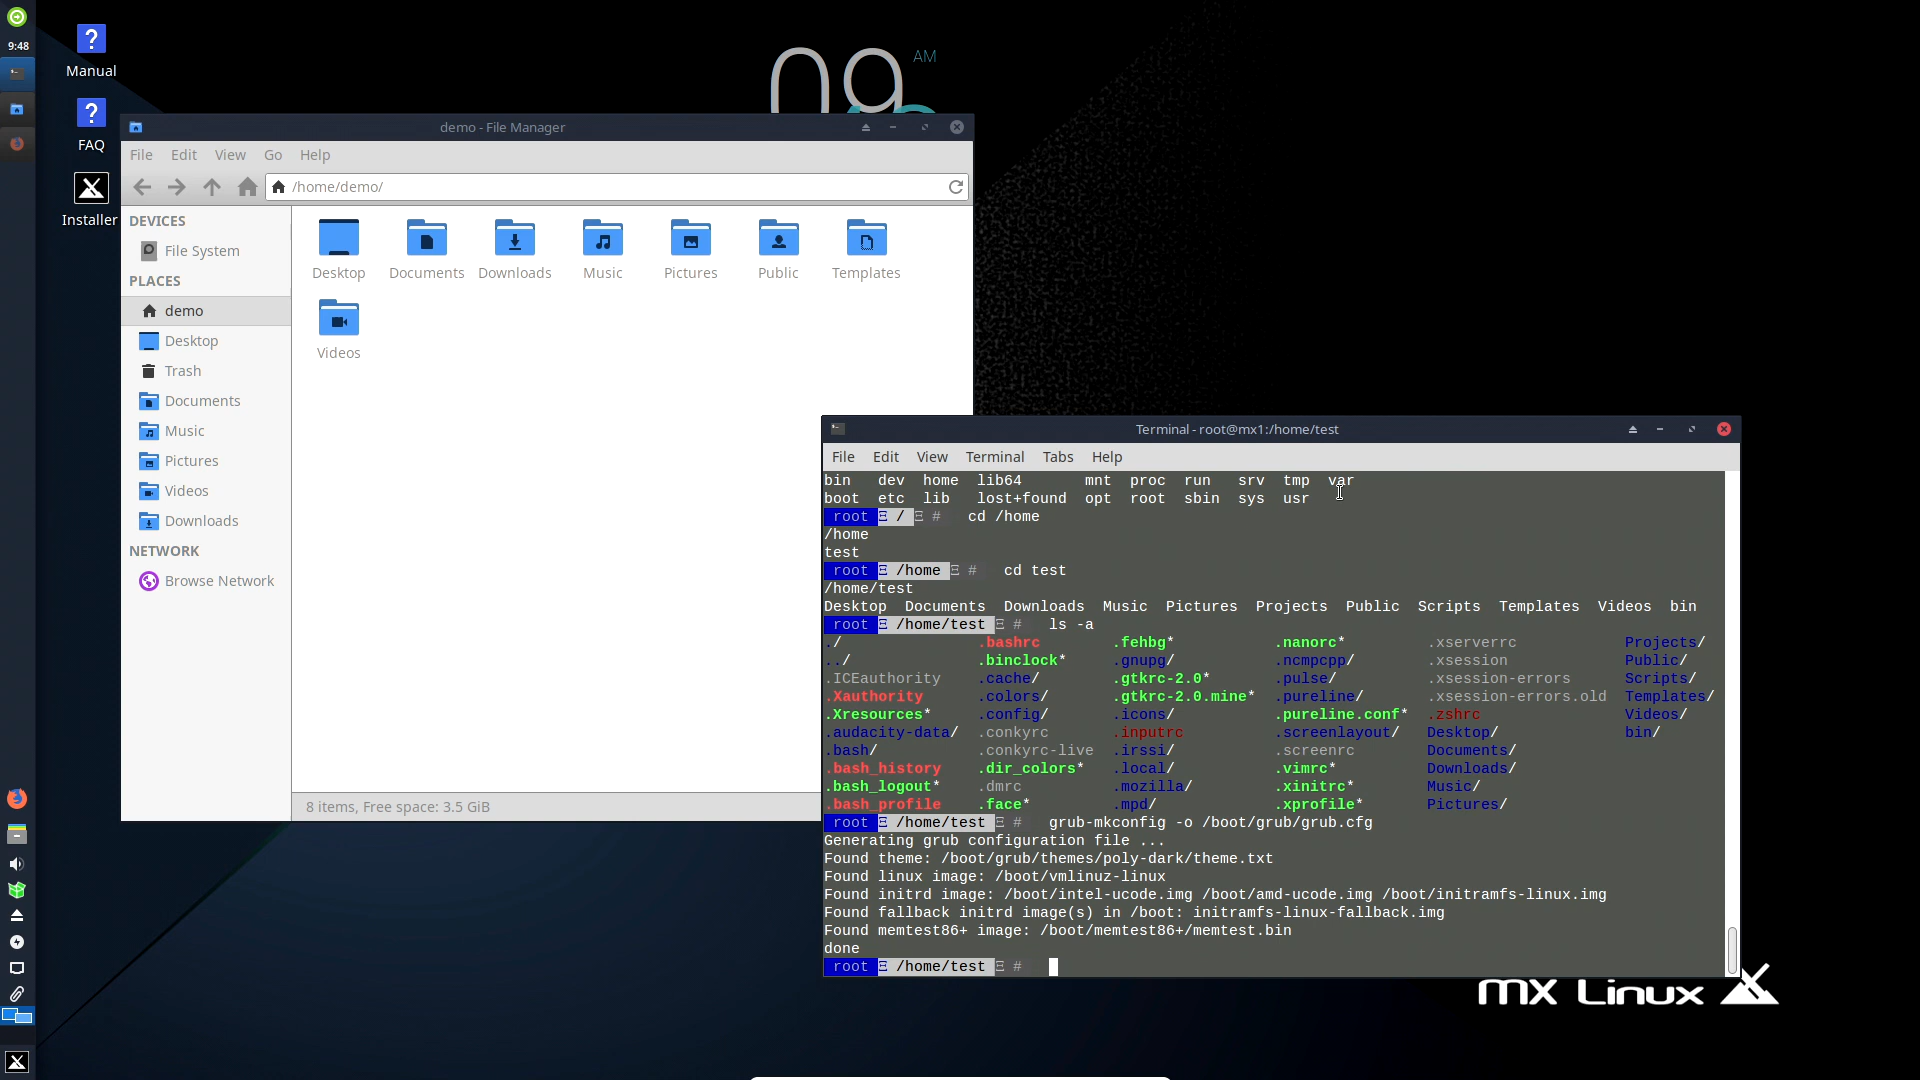 9:48
Manual
FAQ
Installer
09
AM
demo - File Manager
File Edit View Go Help
/home/demo/
DEVICES
File System
PLACES
demo
Desktop
Trash
Documents
Music
Pictures
Videos
Downloads
NETWORK
Browse Network
Desktop Documents Downloads Music Pictures Public Templates
Videos
8 items, Free space: 3.5 GiB
Terminal - root@mx1:/home/test
File Edit View Terminal Tabs Help
bin dev home lib64 mnt proc run srv tmp var
boot etc lib lost+found opt root sbin sys usr
root Ξ / Ξ # cd /home
/home
test
root Ξ /home Ξ # cd test
/home/test
Desktop Documents Downloads Music Pictures Projects Public Scripts Templates Videos bin
root Ξ /home/test Ξ # ls -a
./ .bashrc .fehbg* .nanorc* .xserverrc Projects/
../ .binclock* .gnupg/ .ncmpcpp/ .xsession Public/
.ICEauthority .cache/ .gtkrc-2.0* .pulse/ .xsession-errors Scripts/
.Xauthority .colors/ .gtkrc-2.0.mine* .pureline/ .xsession-errors.old Templates/
.Xresources* .config/ .icons/ .pureline.conf* .zshrc Videos/
.audacity-data/ .conkyrc .inputrc .screenlayout/ Desktop/ bin/
.bash/ .conkyrc-live .irssi/ .screenrc Documents/
.bash_history .dir_colors* .local/ .vimrc* Downloads/
.bash_logout* .dmrc .mozilla/ .xinitrc* Music/
.bash_profile .face* .mpd/ .xprofile* Pictures/
root Ξ /home/test Ξ # grub-mkconfig -o /boot/grub/grub.cfg
Generating grub configuration file ...
Found theme: /boot/grub/themes/poly-dark/theme.txt
Found linux image: /boot/vmlinuz-linux
Found initrd image: /boot/intel-ucode.img /boot/amd-ucode.img /boot/initramfs-linux.img
Found fallback initrd image(s) in /boot: initramfs-linux-fallback.img
Found memtest86+ image: /boot/memtest86+/memtest.bin
done
root Ξ /home/test Ξ #
mx Linux